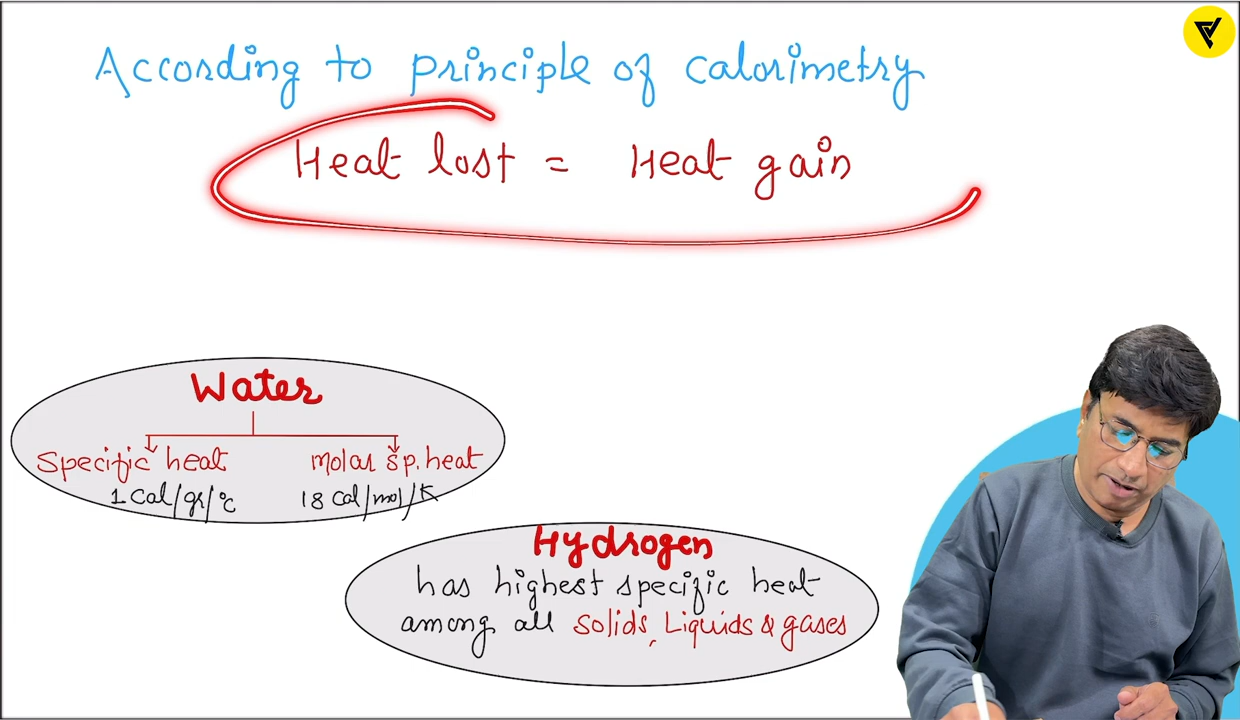 According to principle of calorimetry
Heat lost = Heat gain
Water
Specific heat
Molar sp. heat
1 Cal/gr/°c
18 Cal/mol/K
Hydrogen
has highest specific heat
among all solids, Liquids & gases